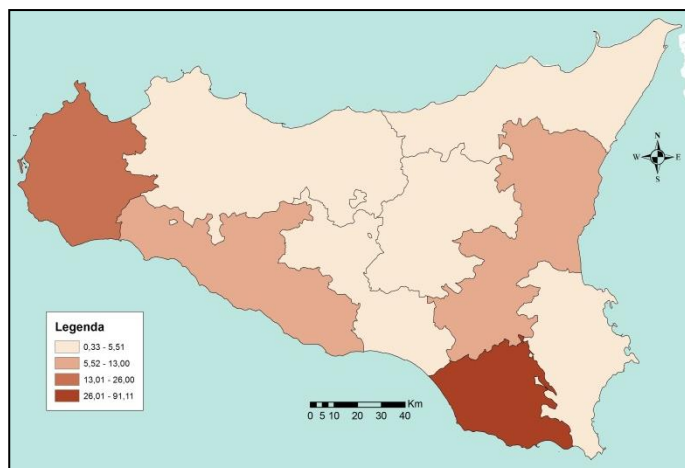 N
W E
S
Legenda
0,33 - 5,51
5,52 - 13,00
13,01 - 26,00
26,01 - 91,11
Km
0 5 10 20 30 40